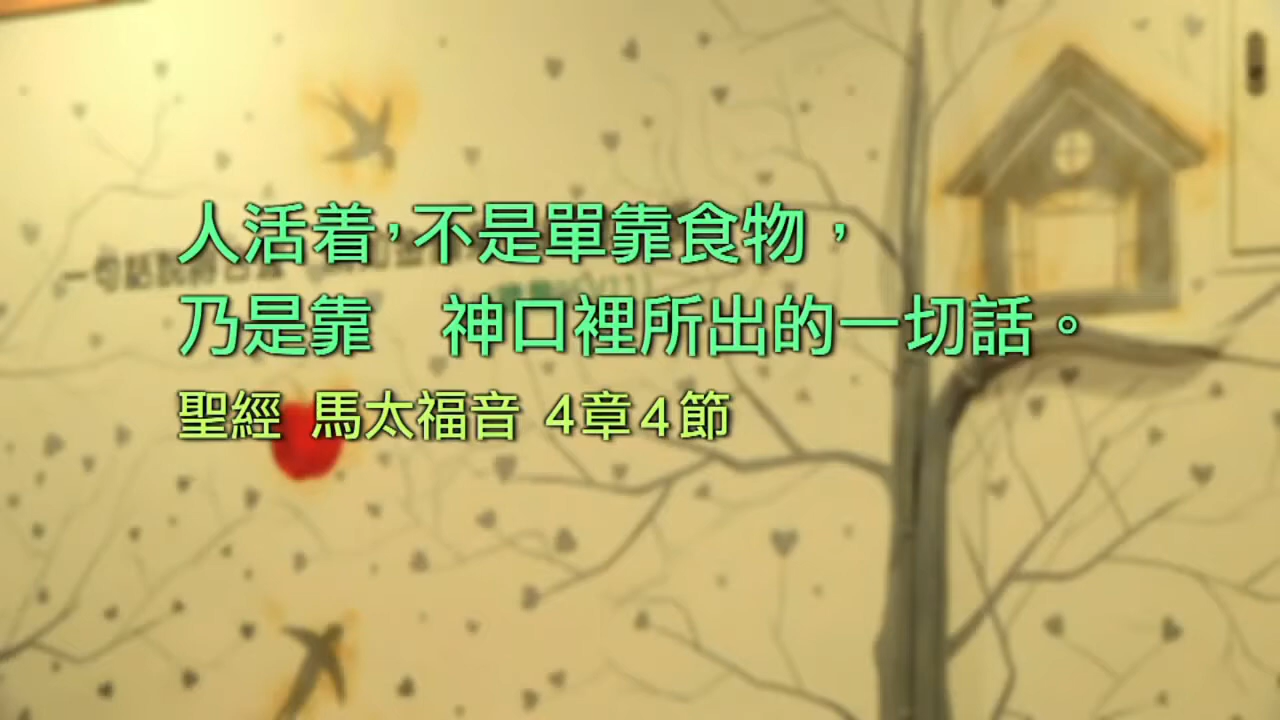 人活着，不是單靠食物，
乃是靠　神口裡所出的一切話。
聖經 馬太福音 4章4節